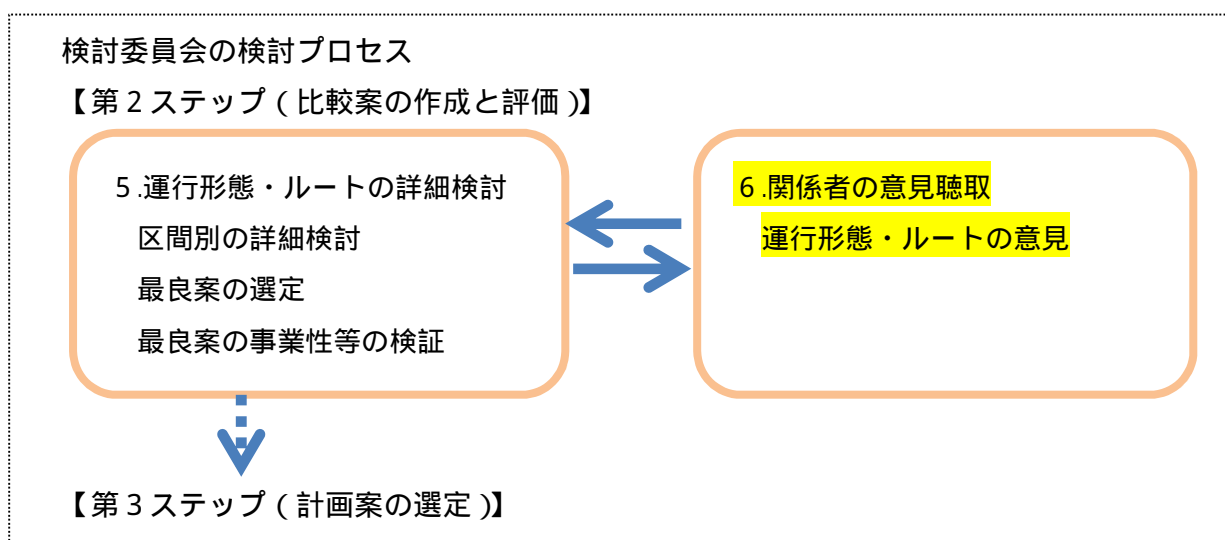 検討委員会の検討プロセス
【第２ステップ（比較案の作成と評価）】
５.運行形態・ルートの詳細検討
区間別の詳細検討
最良案の選定
最良案の事業性等の検証
６.関係者の意見聴取
運行形態・ルートの意見
【第３ステップ（計画案の選定）】